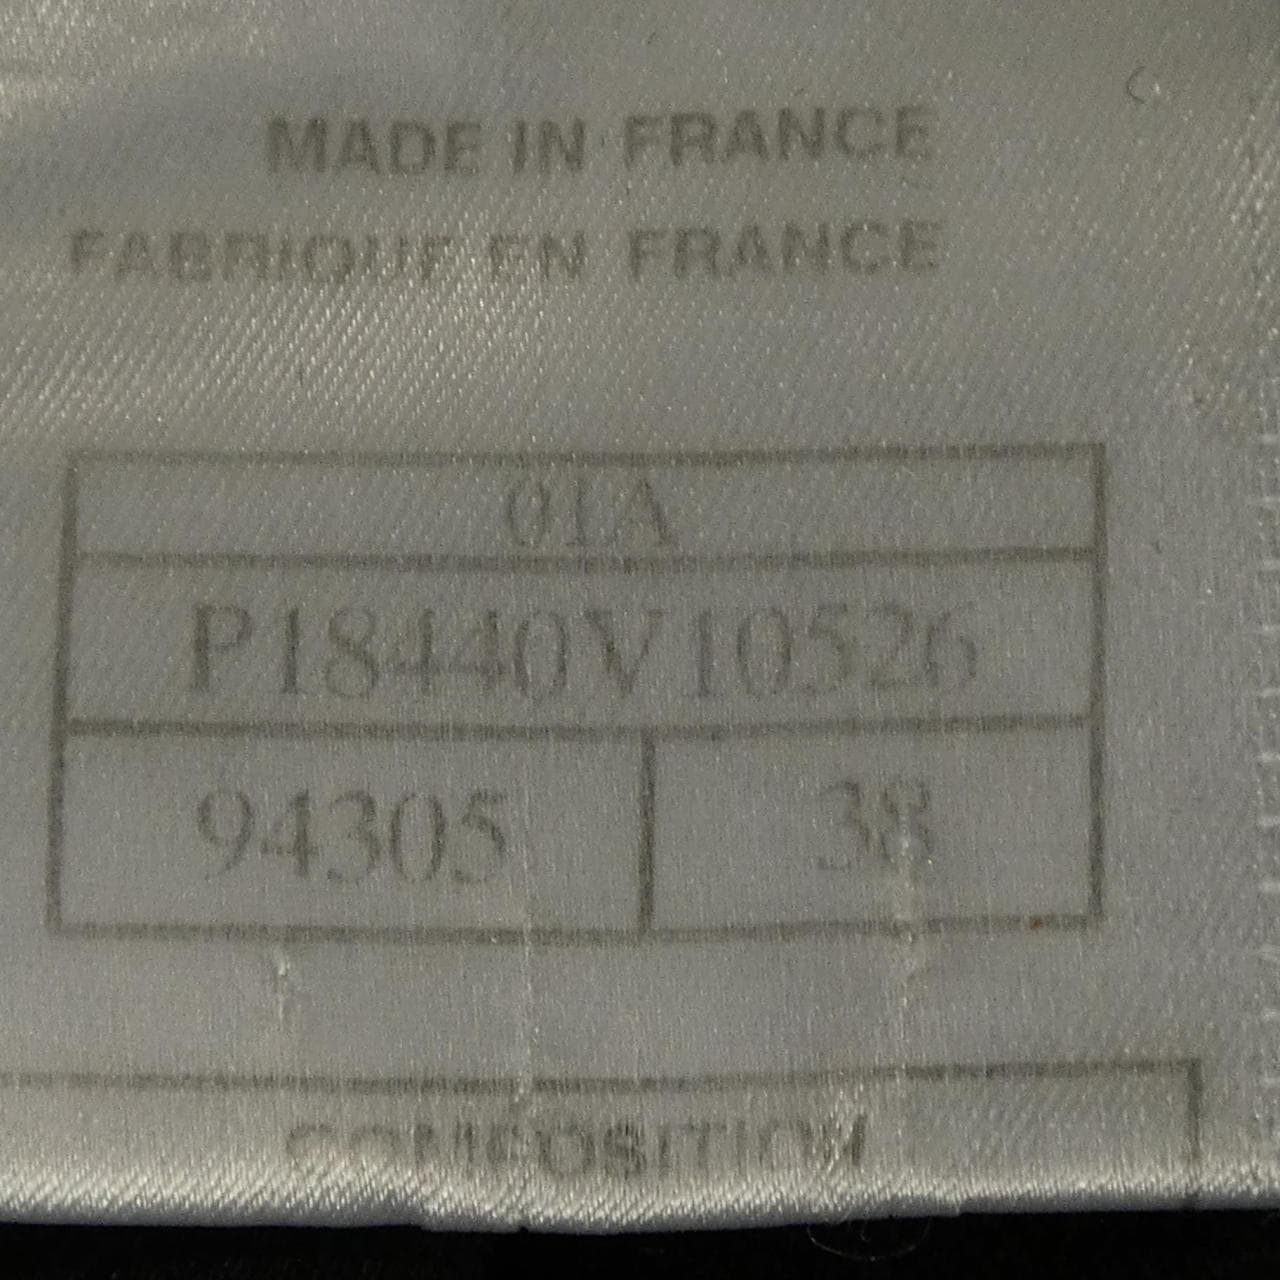 MADE IN FRANCE
FABRIQUE EN FRANCE
01A
P18440V10526
94305 38
COMPOSITION